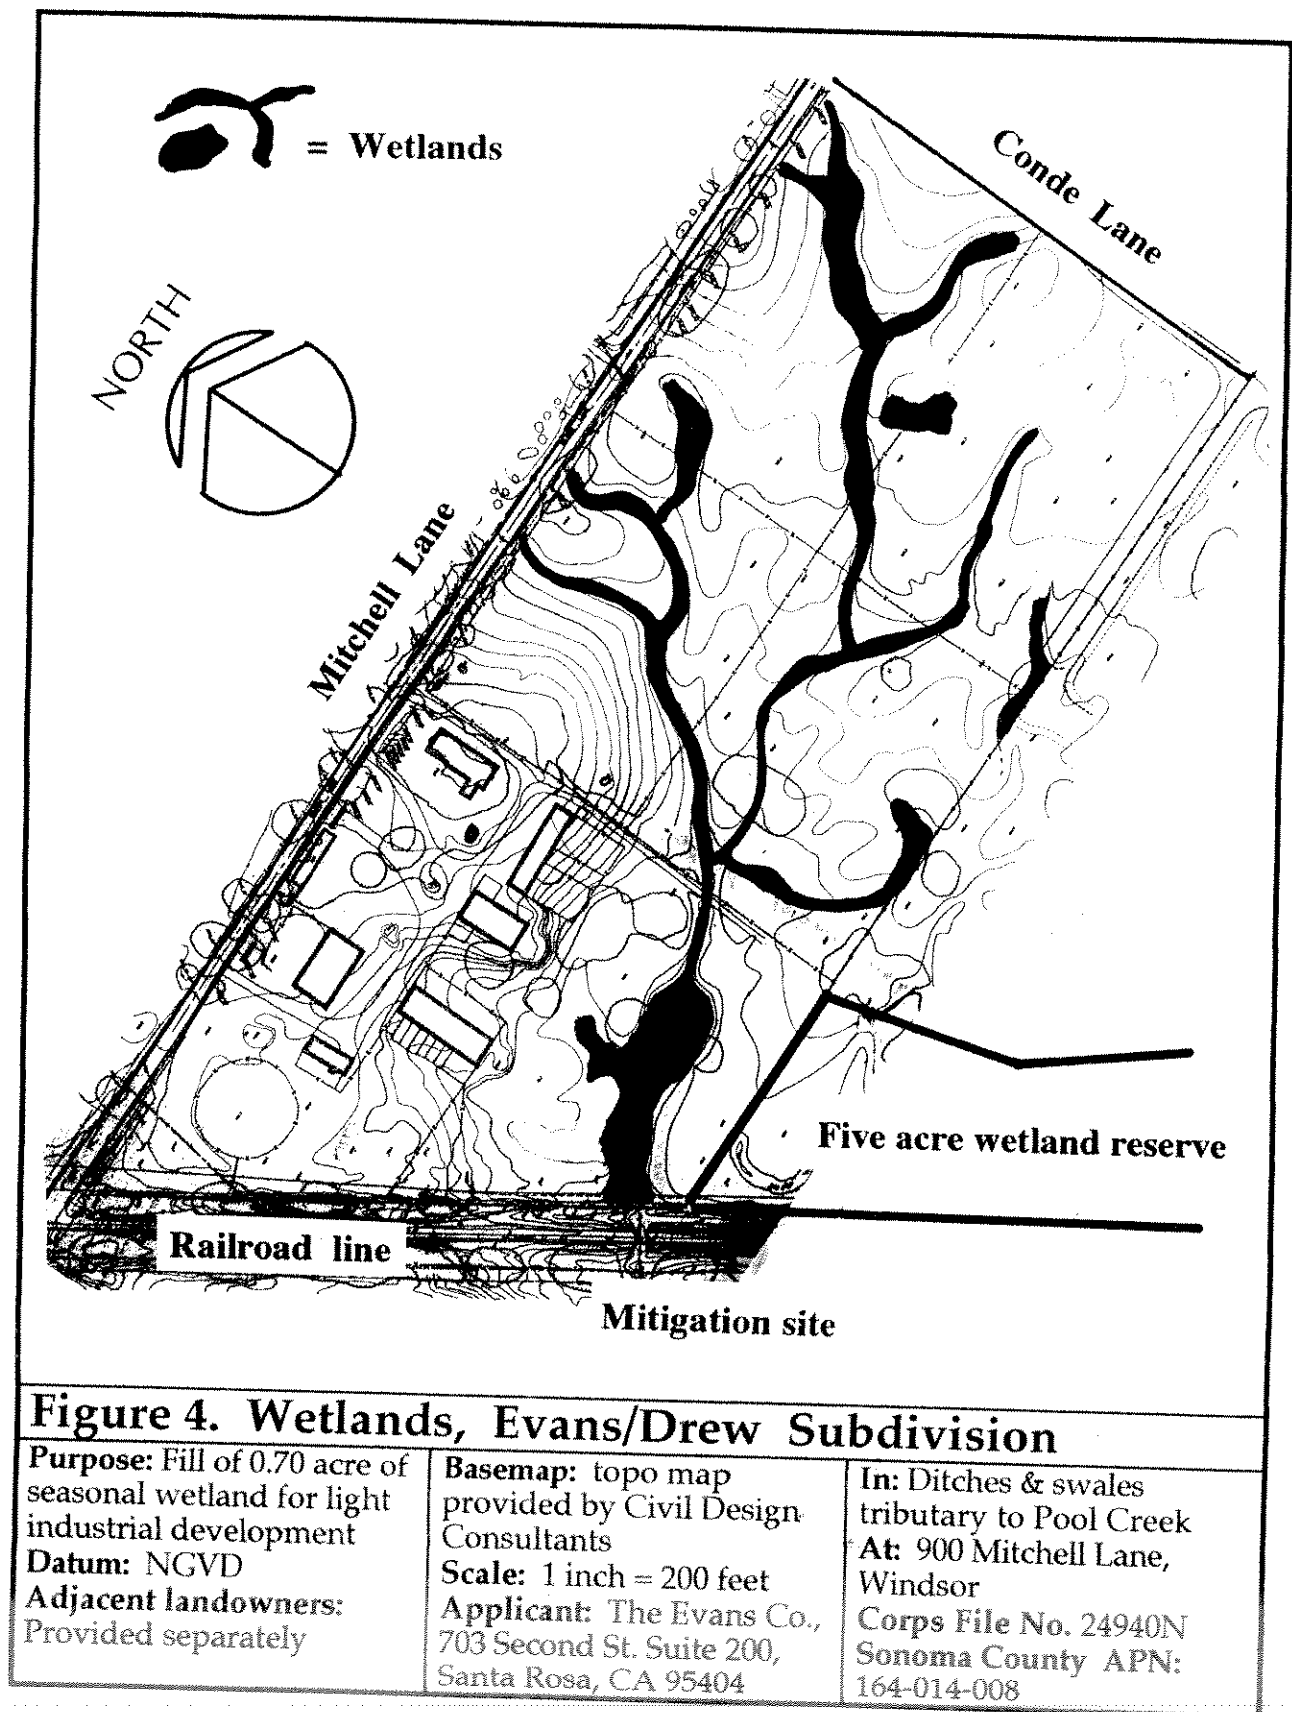 = Wetlands
Conde Lane
NORTH
Mitchell Lane
Five acre wetland reserve
Railroad line
Mitigation site
Figure 4. Wetlands, Evans/Drew Subdivision
Purpose: Fill of 0.70 acre of
seasonal wetland for light
industrial development
Datum: NGVD
Adjacent landowners:
Provided separately
Basemap: topo map
provided by Civil Design
Consultants
Scale: 1 inch = 200 feet
Applicant: The Evans Co.,
703 Second St. Suite 200,
Santa Rosa, CA 95404
In: Ditches & swales
tributary to Pool Creek
At: 900 Mitchell Lane,
Windsor
Corps File No. 24940N
Sonoma County APN:
164-014-008